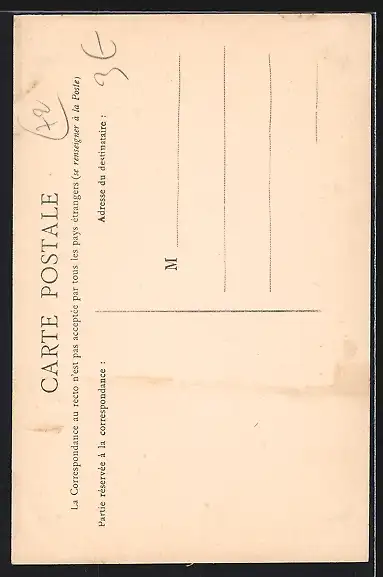 CARTE POSTALE
La Correspondance au recto n'est pas acceptée par tous les pays étrangers (se renseigner à la Poste)
Partie réservée à la correspondance :
Adresse du destinataire :
M
72
3€